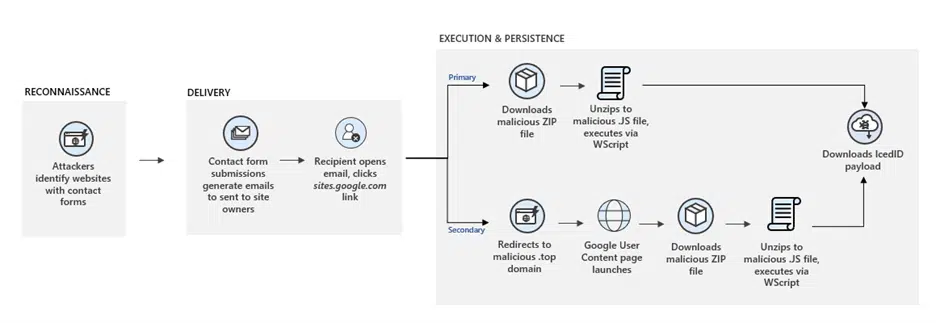 EXECUTION & PERSISTENCE
RECONNAISSANCE
DELIVERY
Attackers
identify websites
with contact
forms
Contact form
submissions
generate emails
to sent to site
owners
Recipient opens
email, clicks
sites.google.com
link
Primary
Downloads
malicious ZIP
file
Unzips to
malicious .JS file,
executes via
WScript
Downloads IcedID
payload
Secondary
Redirects to
malicious .top
domain
Google User
Content page
launches
Downloads
malicious ZIP
file
Unzips to
malicious .JS file,
executes via
WScript